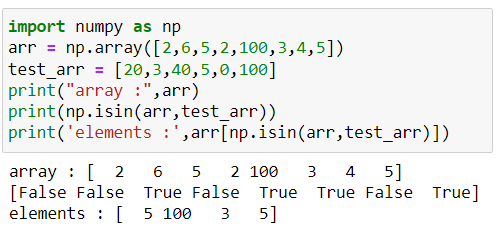 import numpy as np
arr = np.array([2,6,5,2,100,3,4,5])
test_arr = [20,3,40,5,0,100]
print("array :",arr)
print(np.isin(arr,test_arr))
print('elements :',arr[np.isin(arr,test_arr)])
array : [  2   6   5   2 100   3   4   5]
[False False  True False  True  True False  True]
elements : [  5 100   3   5]